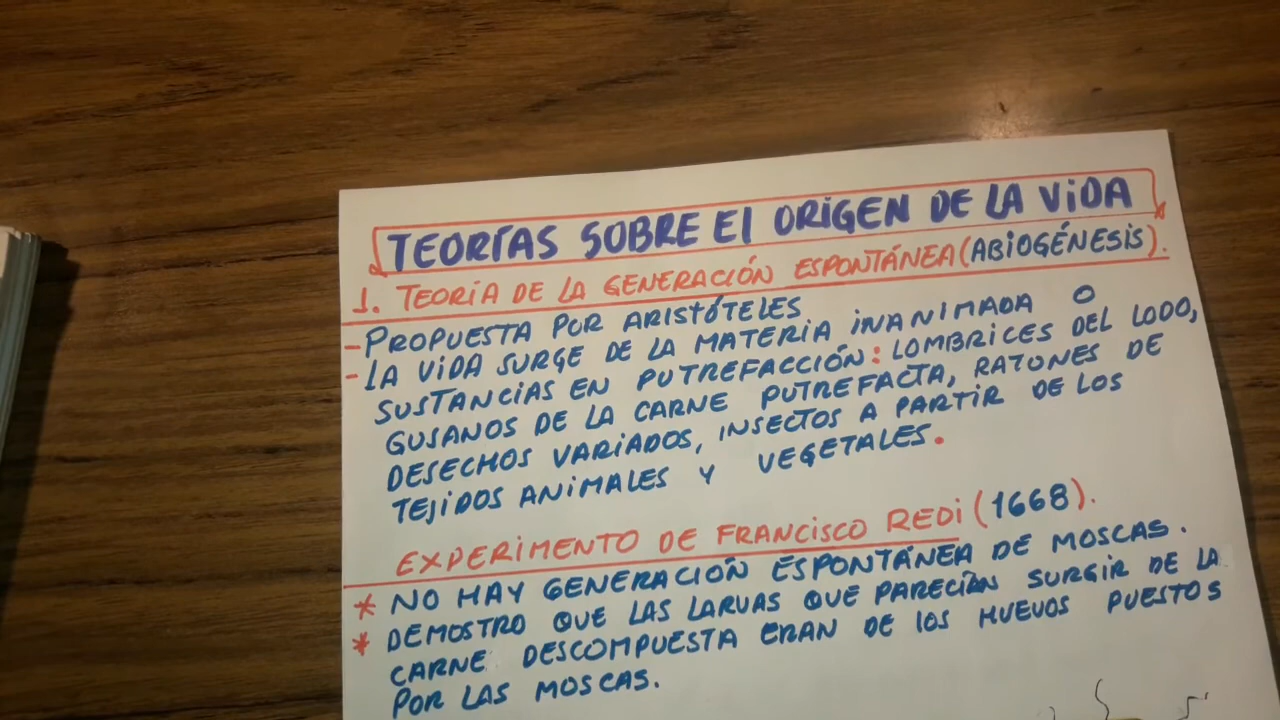 TEORÍAS SOBRE El ORIGEN DE LA VIDA
1. TEORIA DE LA GENERACIÓN ESPONTÁNEA (ABIOGÉNESIS).
- PROPUESTA POR ARISTÓTELES
- LA VIDA SURGE DE LA MATERIA INANIMADA O
SUSTANCIAS EN PUTREFACCIÓN: LOMBRICES DEL LODO,
GUSANOS DE LA CARNE PUTREFACTA, RATONES DE
DESECHOS VARIADOS, INSECTOS A PARTIR DE LOS
TEJIDOS ANIMALES Y VEGETALES.
EXPERIMENTO DE FRANCISCO REDI (1668).
* NO HAY GENERACIÓN ESPONTÁNEA DE MOSCAS.
* DEMOSTRO QUE LAS LARVAS QUE PARECÍAN SURGIR DE LA
CARNE DESCOMPUESTA ERAN DE lOS HUEVOS PUESTOS
POR LAS MOSCAS.